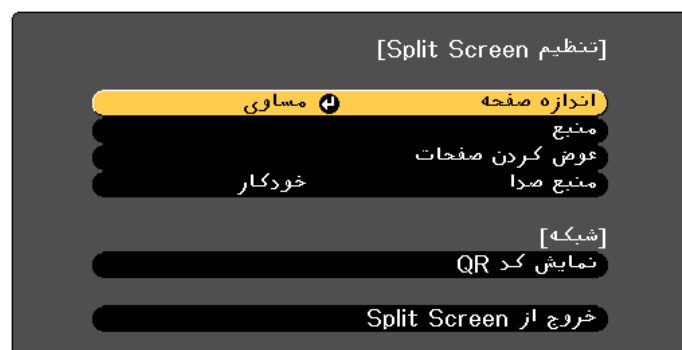 [تنظیم Split Screen]
اندازه صفحه مساوی
منبع
عوض کردن صفحات
منبع صدا خودکار
[شبکه]
نمایش کد QR
خروج از Split Screen